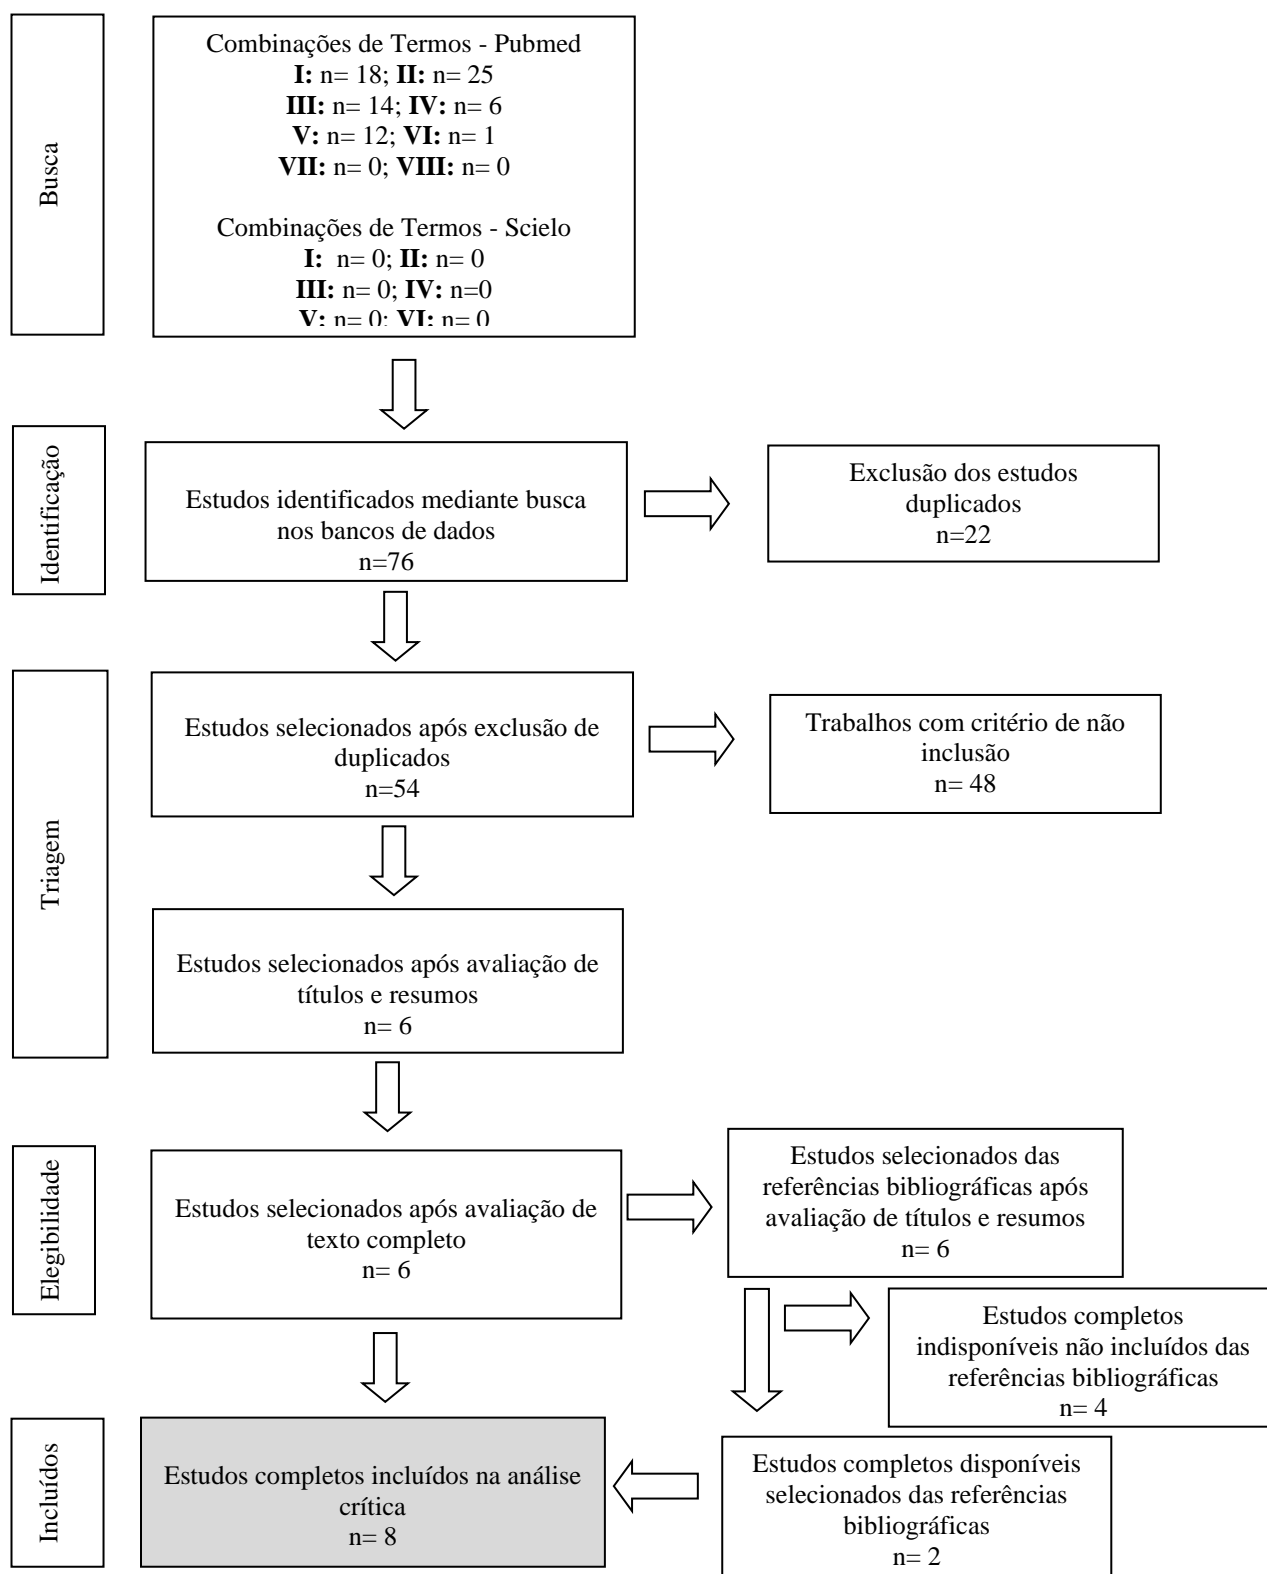 Busca
Combinações de Termos - Pubmed
I: n= 18; II: n= 25
III: n= 14; IV: n= 6
V: n= 12; VI: n= 1
VII: n= 0; VIII: n= 0
Combinações de Termos - Scielo
I:  n= 0; II: n= 0
III: n= 0; IV: n=0
V: n= 0; VI: n= 0
Identificação
Estudos identificados mediante busca
nos bancos de dados
n=76
Exclusão dos estudos
duplicados
n=22
Triagem
Estudos selecionados após exclusão de
duplicados
n=54
Trabalhos com critério de não
inclusão
n= 48
Estudos selecionados após avaliação de
títulos e resumos
n= 6
Elegibilidade
Estudos selecionados após avaliação de
texto completo
n= 6
Estudos selecionados das
referências bibliográficas após
avaliação de títulos e resumos
n= 6
Estudos completos
indisponíveis não incluídos das
referências bibliográficas
n= 4
Incluídos
Estudos completos incluídos na análise
crítica
n= 8
Estudos completos disponíveis
selecionados das referências
bibliográficas
n= 2